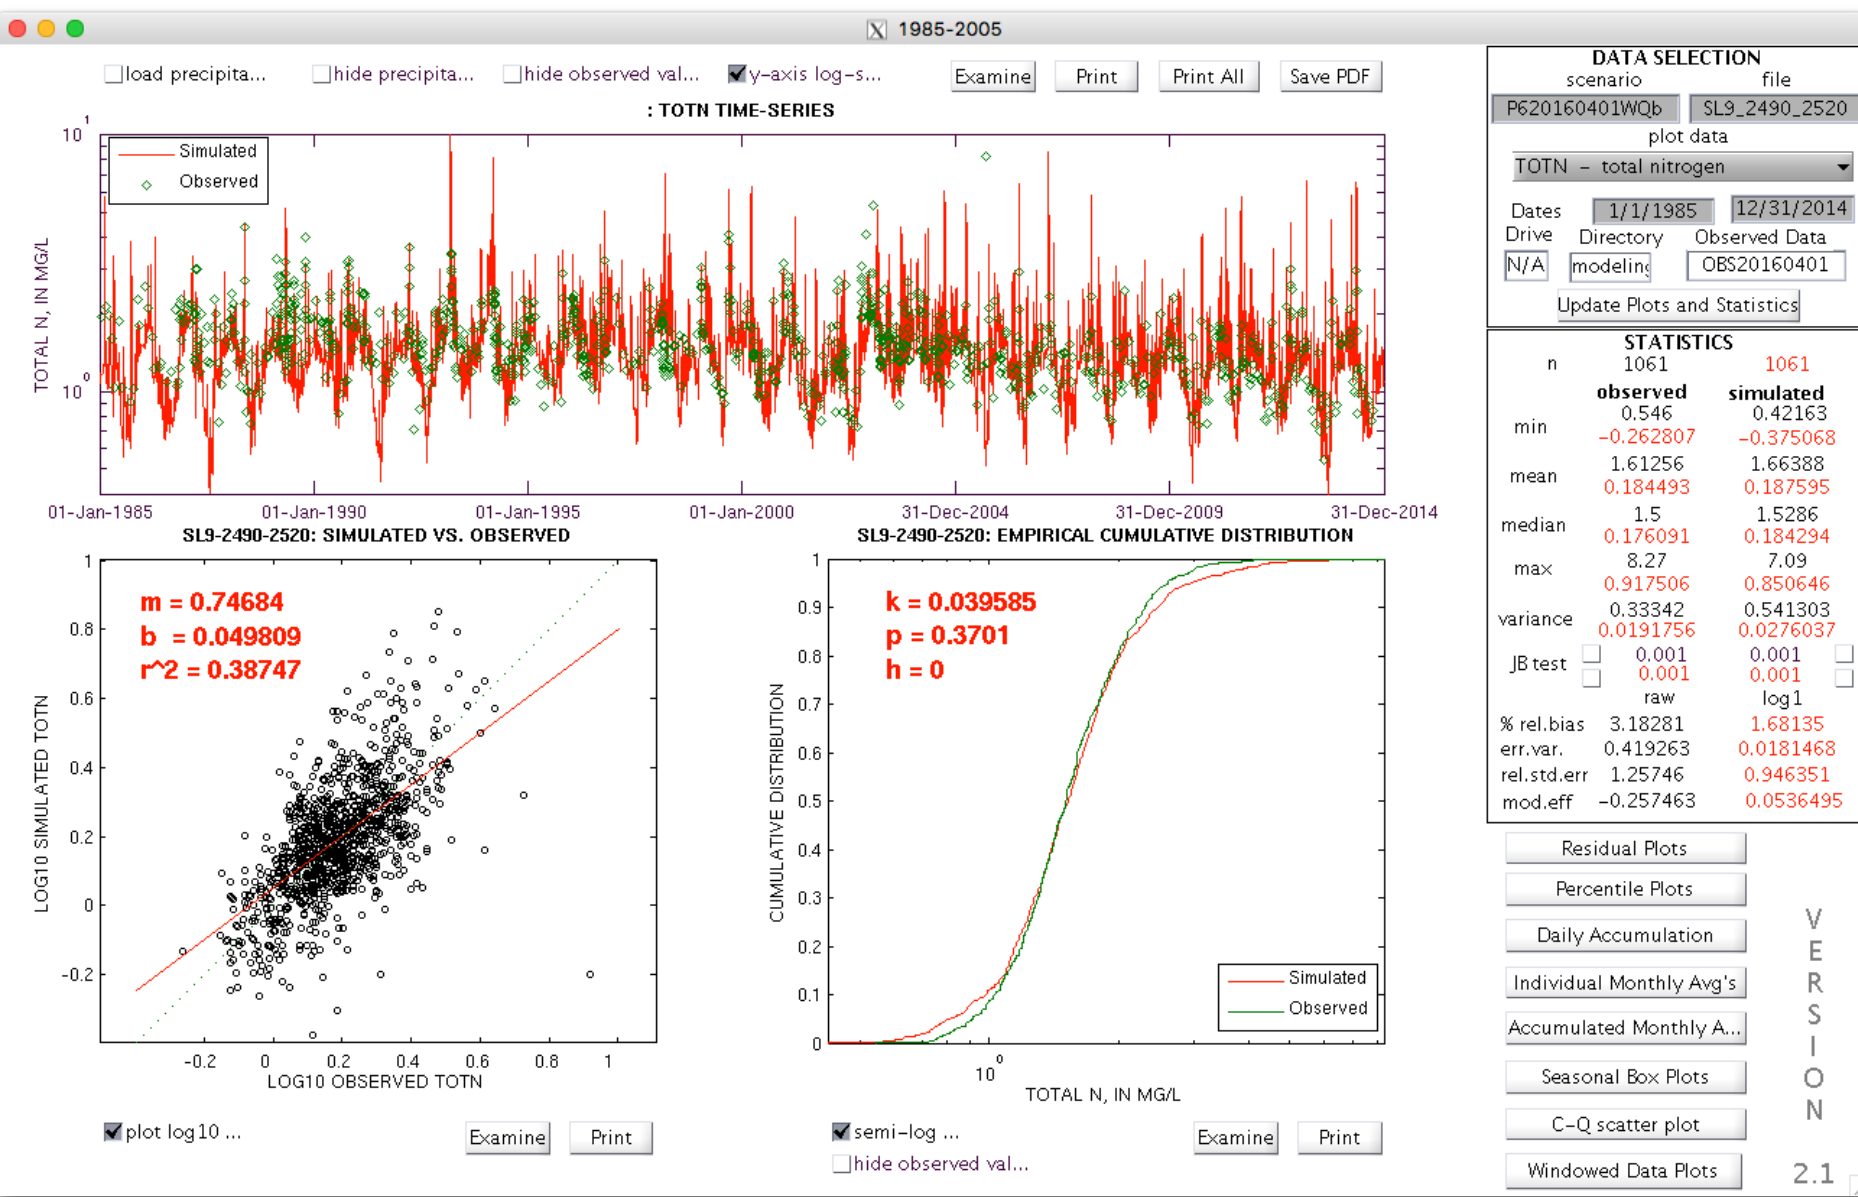 1985-2005
load precipita...
hide precipita...
hide observed val...
y-axis log-s...
Examine
Print
Print All
Save PDF
: TOTN TIME-SERIES
10^1
10^0
TOTAL N, IN MG/L
Simulated
Observed
01-Jan-1985
01-Jan-1990
01-Jan-1995
01-Jan-2000
31-Dec-2004
31-Dec-2009
31-Dec-2014
SL9-2490-2520: SIMULATED VS. OBSERVED
m = 0.74684
b = 0.049809
r^2 = 0.38747
1
0.8
0.6
0.4
0.2
0
-0.2
LOG10 SIMULATED TOTN
-0.2
0
0.2
0.4
0.6
0.8
1
LOG10 OBSERVED TOTN
plot log10 ...
Examine
Print
SL9-2490-2520: EMPIRICAL CUMULATIVE DISTRIBUTION
k = 0.039585
p = 0.3701
h = 0
1
0.9
0.8
0.7
0.6
0.5
0.4
0.3
0.2
0.1
0
CUMULATIVE DISTRIBUTION
Simulated
Observed
10^0
TOTAL N, IN MG/L
semi-log ...
hide observed val...
Examine
Print
DATA SELECTION
scenario file
P620160401WQb SL9_2490_2520
plot data
TOTN - total nitrogen
Dates 1/1/1985 12/31/2014
Drive Directory Observed Data
N/A modeling OBS20160401
Update Plots and Statistics
STATISTICS
n 1061 1061
observed simulated
min 0.546 0.42163
-0.262807 -0.375068
mean 1.61256 1.66388
0.184493 0.187595
median 1.5 1.5286
0.176091 0.184294
max 8.27 7.09
0.917506 0.850646
variance 0.33342 0.541303
0.0191756 0.0276037
JB test 0.001 0.001
0.001 0.001
raw log1
% rel.bias 3.18281 1.68135
err.var. 0.419263 0.0181468
rel.std.err 1.25746 0.946351
mod.eff -0.257463 0.0536495
Residual Plots
Percentile Plots
Daily Accumulation
Individual Monthly Avg's
Accumulated Monthly A...
Seasonal Box Plots
C-Q scatter plot
Windowed Data Plots
VERSION
2.1